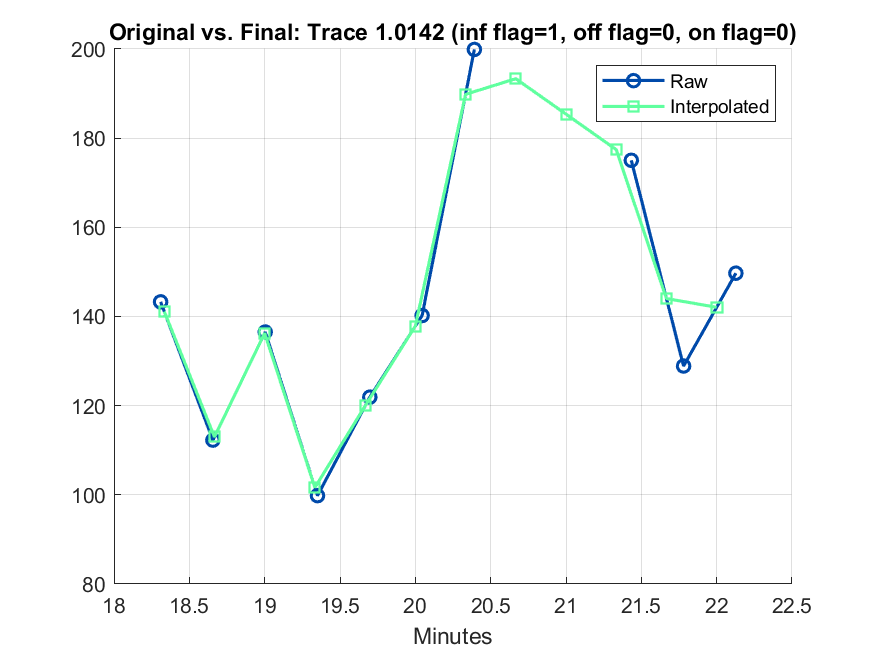 Original vs. Final: Trace 1.0142 (inf flag=1, off flag=0, on flag=0)
200
180
160
140
120
100
80
Raw
Interpolated
18 18.5 19 19.5 20 20.5 21 21.5 22 22.5
Minutes